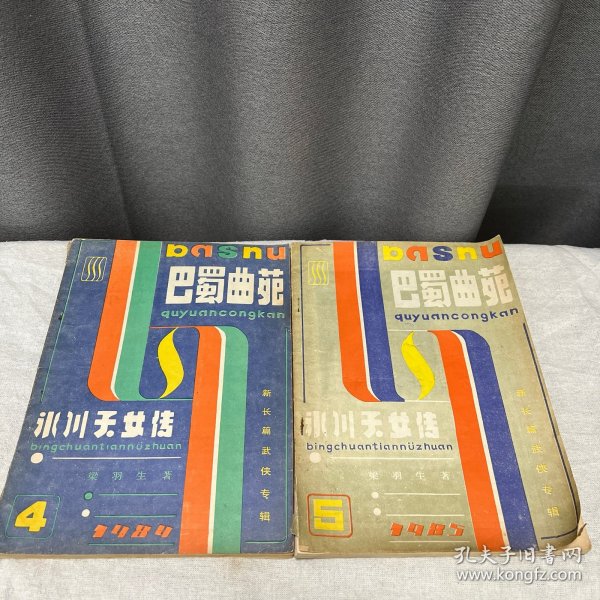 basnu
巴蜀曲苑
quyuancongkan
冰川天女传
bingchuantiannüzhuan
梁羽生著
新长篇武侠专辑
4
1984
basnu
巴蜀曲苑
quyuancongkan
冰川天女传
bingchuantiannüzhuan
梁羽生著
新长篇武侠专辑
5
1985
孔夫子旧书网
www.kongfz.com